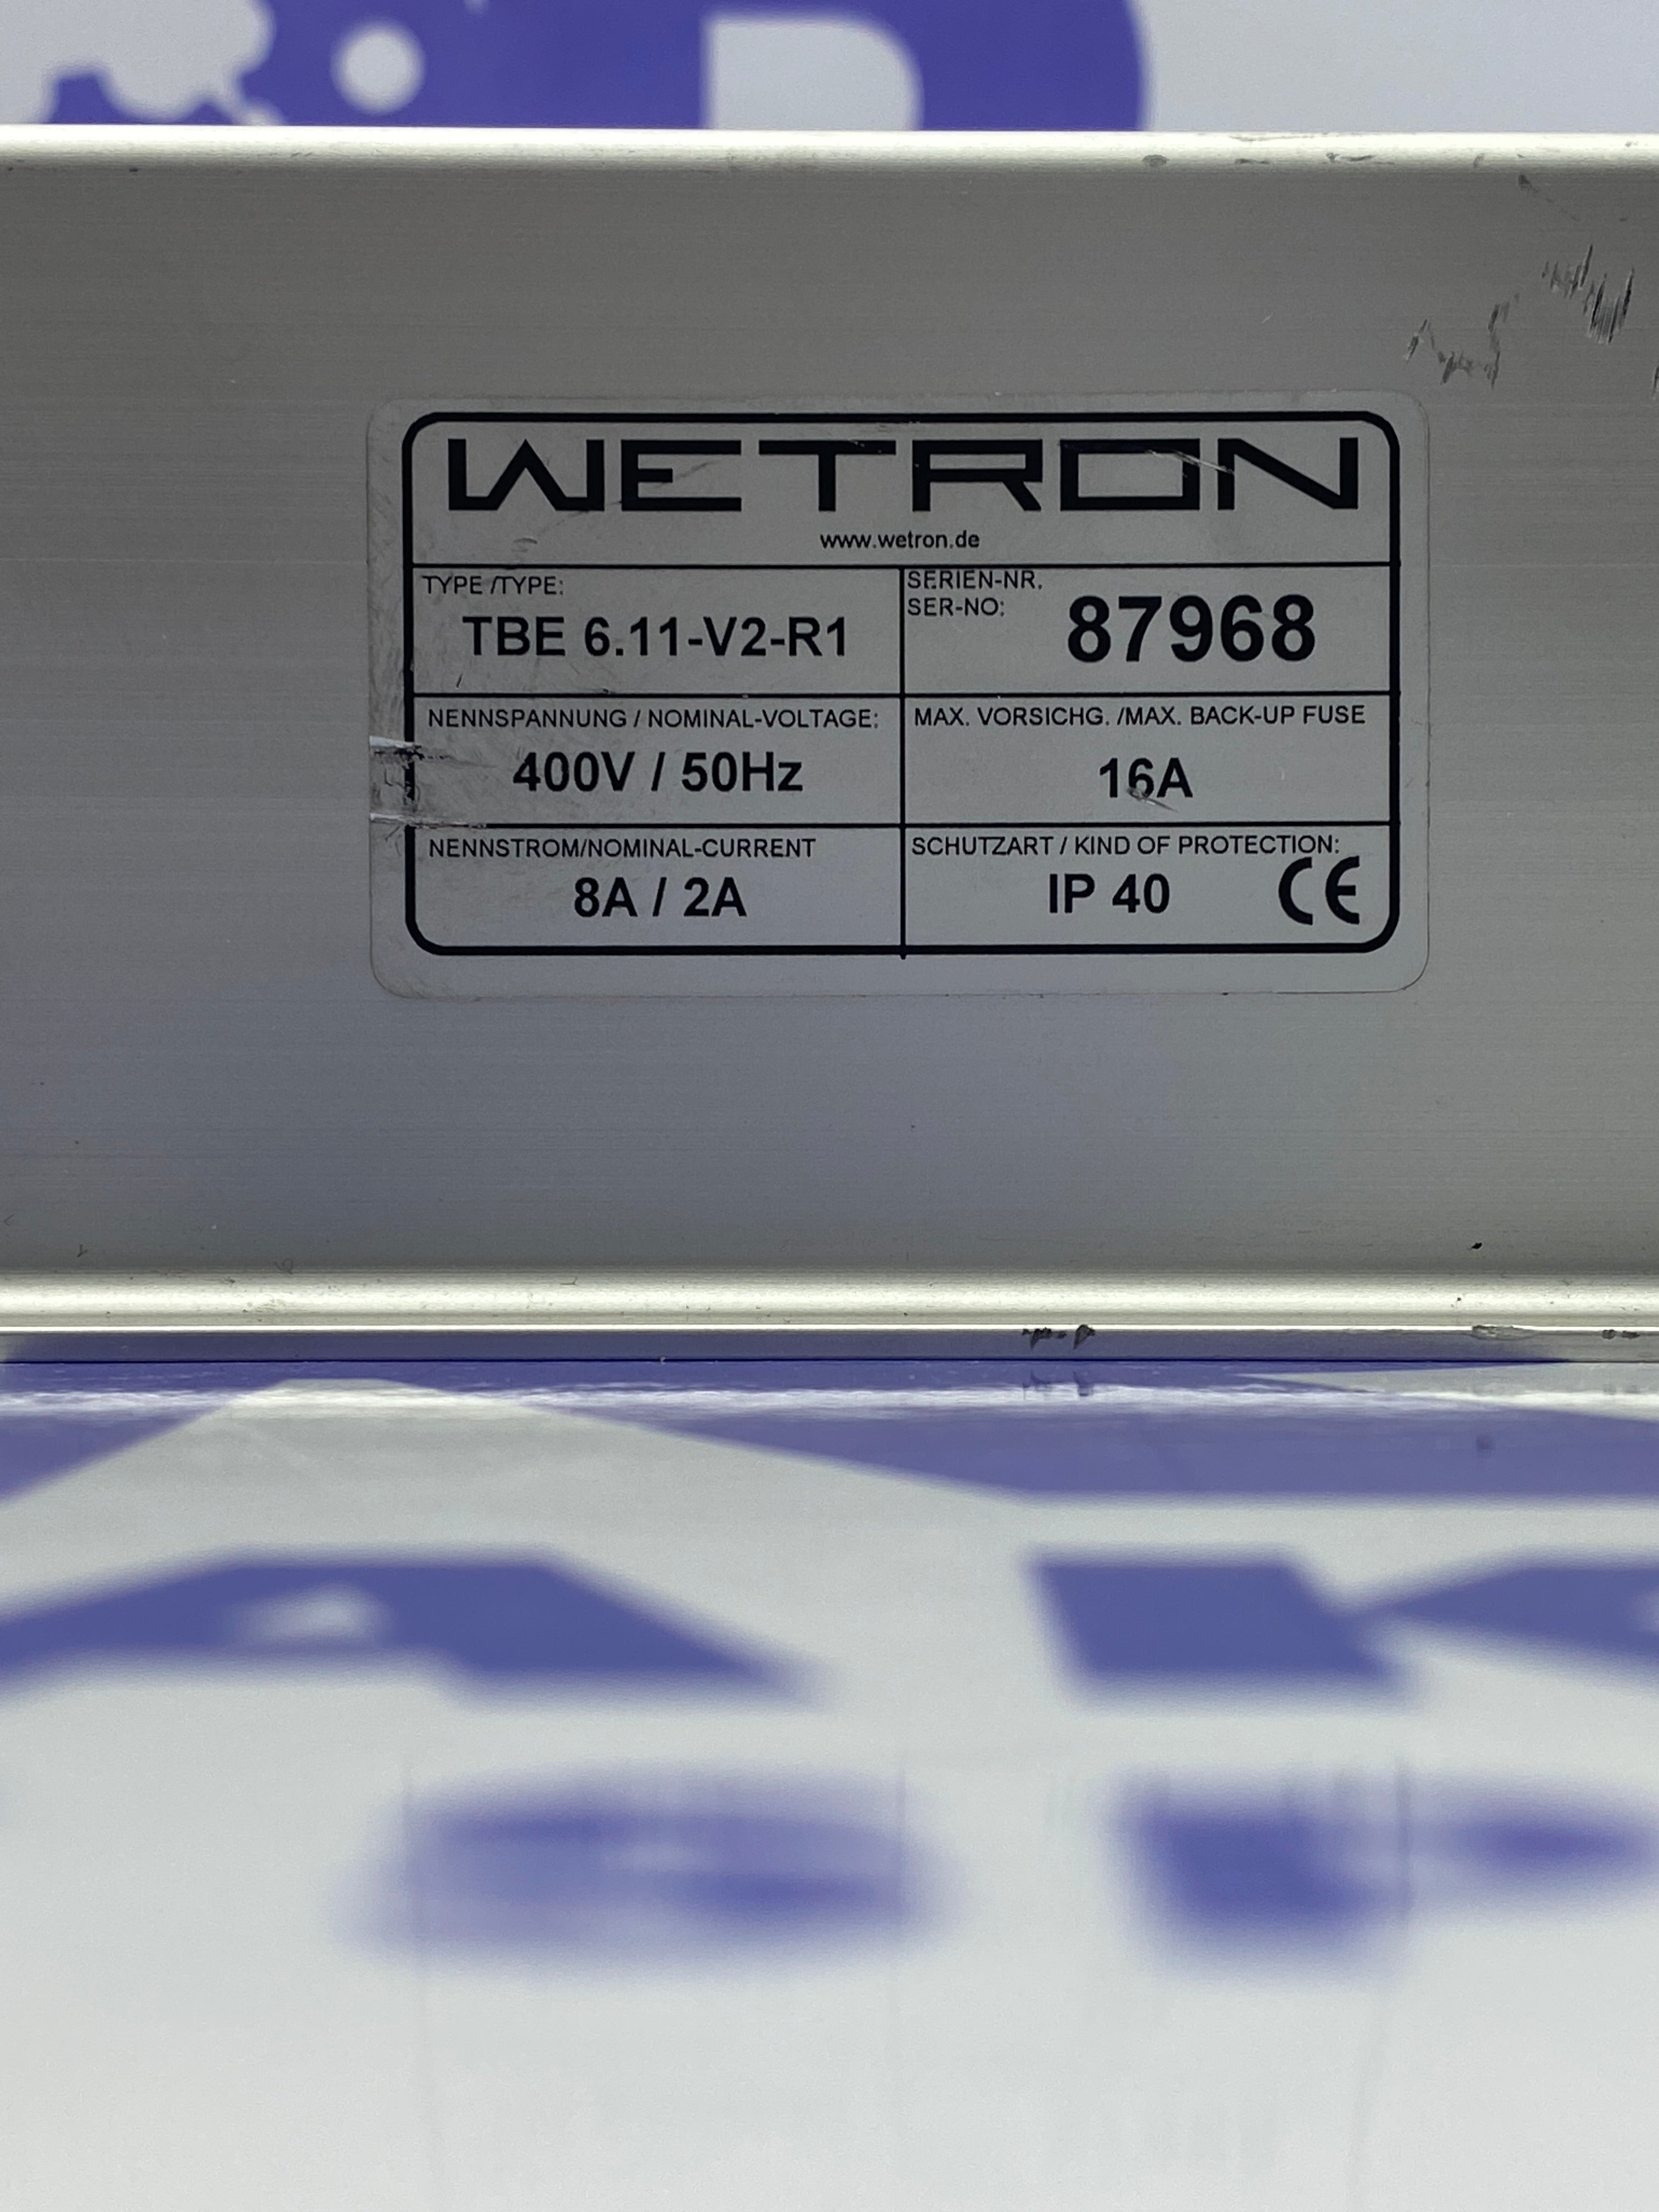 WETRON
www.wetron.de
TYPE /TYPE:
TBE 6.11-V2-R1
SERIEN-NR.
SER-NO:
87968
NENNSPANNUNG / NOMINAL-VOLTAGE:
400V / 50Hz
MAX. VORSICHG. /MAX. BACK-UP FUSE
16A
NENNSTROM/NOMINAL-CURRENT
8A / 2A
SCHUTZART / KIND OF PROTECTION:
IP 40 CE